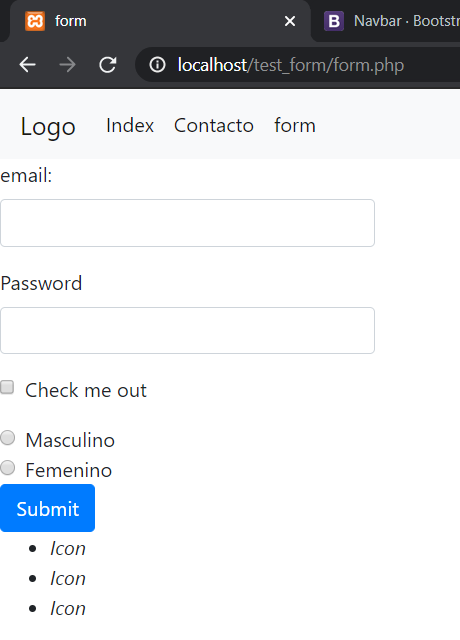 form
Navbar · Bootst
localhost/test_form/form.php
Logo Index Contacto form
email:
Password
Check me out
Masculino
Femenino
Submit
Icon
Icon
Icon